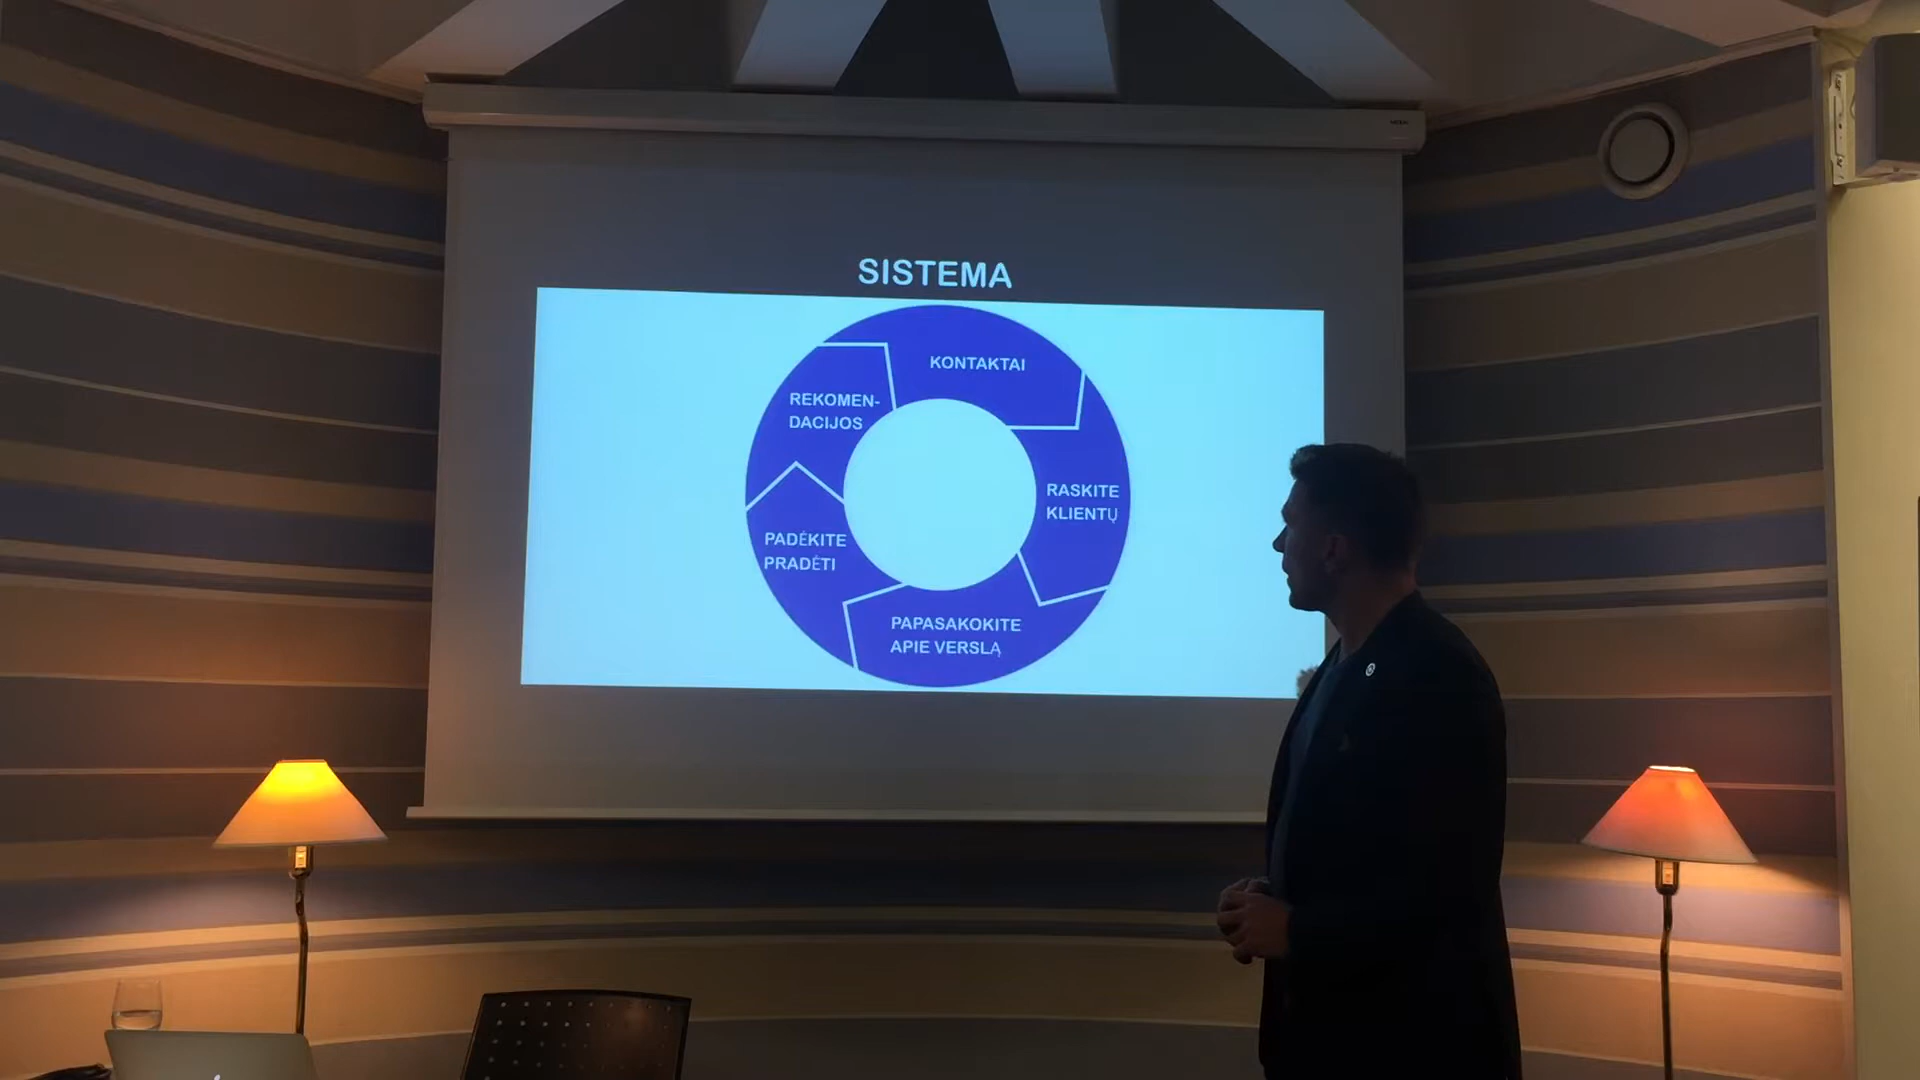 SISTEMA
KONTAKTAI
RASKITE
KLIENTŲ
PAPASAKOKITE
APIE VERSLĄ
PADĖKITE
PRADĖTI
REKOMEN-
DACIJOS